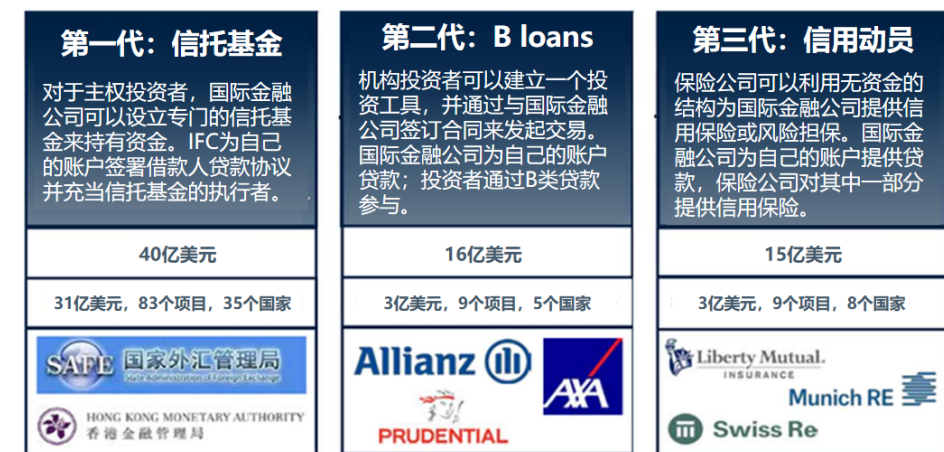 第一代：信托基金
对于主权投资者，国际金融
公司可以设立专门的信托基
金来持有资金。IFC为自己
的账户签署借款人贷款协议
并充当信托基金的执行者。
40亿美元
31亿美元，83个项目，35个国家
SAFE 国家外汇管理局
State Administration of Foreign Exchange
HONG KONG MONETARY AUTHORITY
香港金融管理局
第二代：B loans
机构投资者可以建立一个投
资工具，并通过与国际金融
公司签订合同来发起交易。
国际金融公司为自己的账户
贷款；投资者通过B类贷款
参与。
16亿美元
3亿美元，9个项目，5个国家
Allianz
AXA
PRUDENTIAL
第三代：信用动员
保险公司可以利用无资金的
结构为国际金融公司提供信
用保险或风险担保。国际金
融公司为自己的账户提供贷
款，保险公司对其中一部分
提供信用保险。
15亿美元
3亿美元，9个项目，8个国家
Liberty Mutual.
INSURANCE
Munich RE
Swiss Re